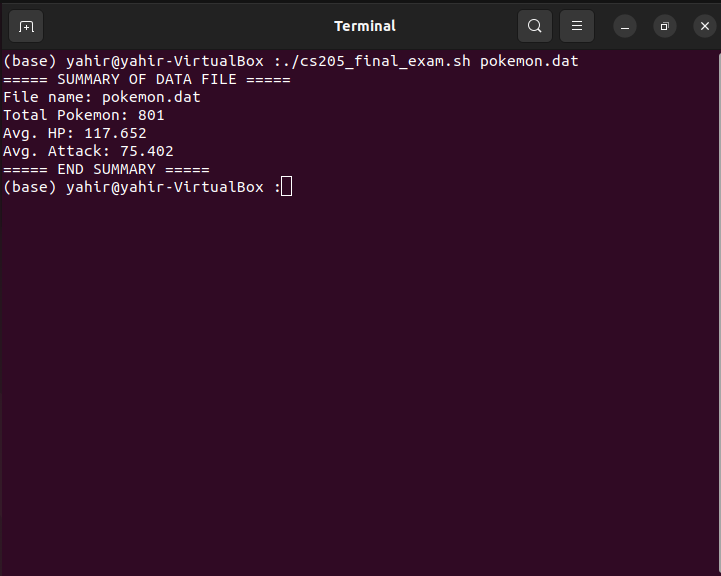 Terminal
(base) yahir@yahir-VirtualBox :./cs205_final_exam.sh pokemon.dat
===== SUMMARY OF DATA FILE =====
File name: pokemon.dat
Total Pokemon: 801
Avg. HP: 117.652
Avg. Attack: 75.402
===== END SUMMARY =====
(base) yahir@yahir-VirtualBox :